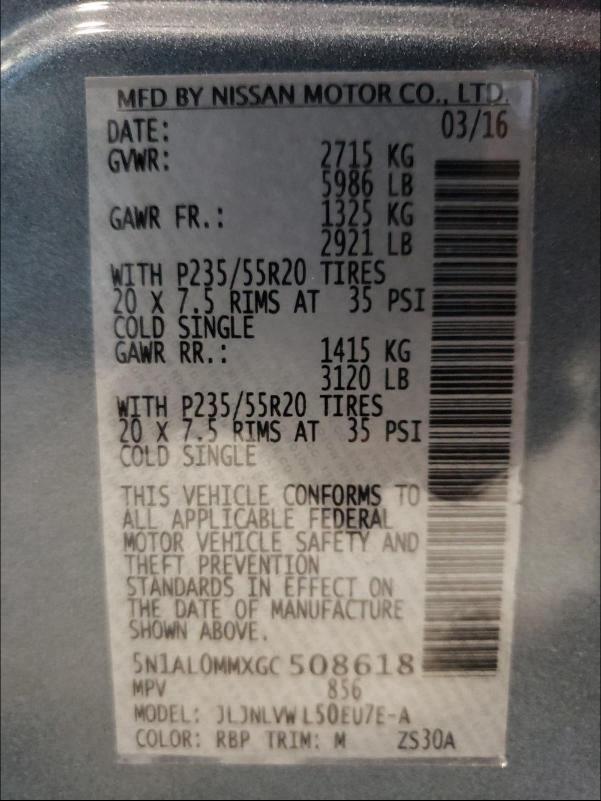 MFD BY NISSAN MOTOR CO., LTD.
DATE: 03/16
GVWR: 2715 KG
5986 LB
GAWR FR.: 1325 KG
2921 LB
WITH P235/55R20 TIRES
20 X 7.5 RIMS AT 35 PSI
COLD SINGLE
GAWR RR.: 1415 KG
3120 LB
WITH P235/55R20 TIRES
20 X 7.5 RIMS AT 35 PSI
COLD SINGLE
THIS VEHICLE CONFORMS TO
ALL APPLICABLE FEDERAL
MOTOR VEHICLE SAFETY AND
THEFT PREVENTION
STANDARDS IN EFFECT ON
THE DATE OF MANUFACTURE
SHOWN ABOVE.
5N1AL0MMXGC 508618
MPV 856
MODEL: JLJNLVW L50EU7E-A
COLOR: RBP TRIM: M ZS30A